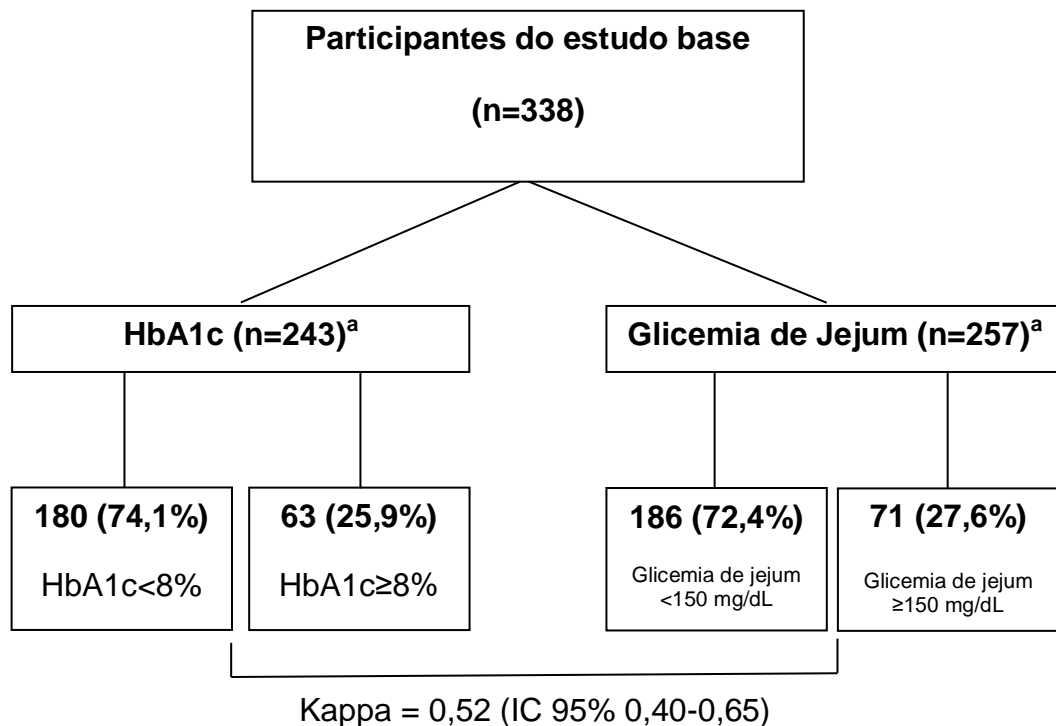 Participantes do estudo base
(n=338)
HbA1c (n=243)ᵃ
Glicemia de Jejum (n=257)ᵃ
180 (74,1%)
HbA1c<8%
63 (25,9%)
HbA1c≥8%
186 (72,4%)
Glicemia de jejum
<150 mg/dL
71 (27,6%)
Glicemia de jejum
≥150 mg/dL
Kappa = 0,52 (IC 95% 0,40-0,65)